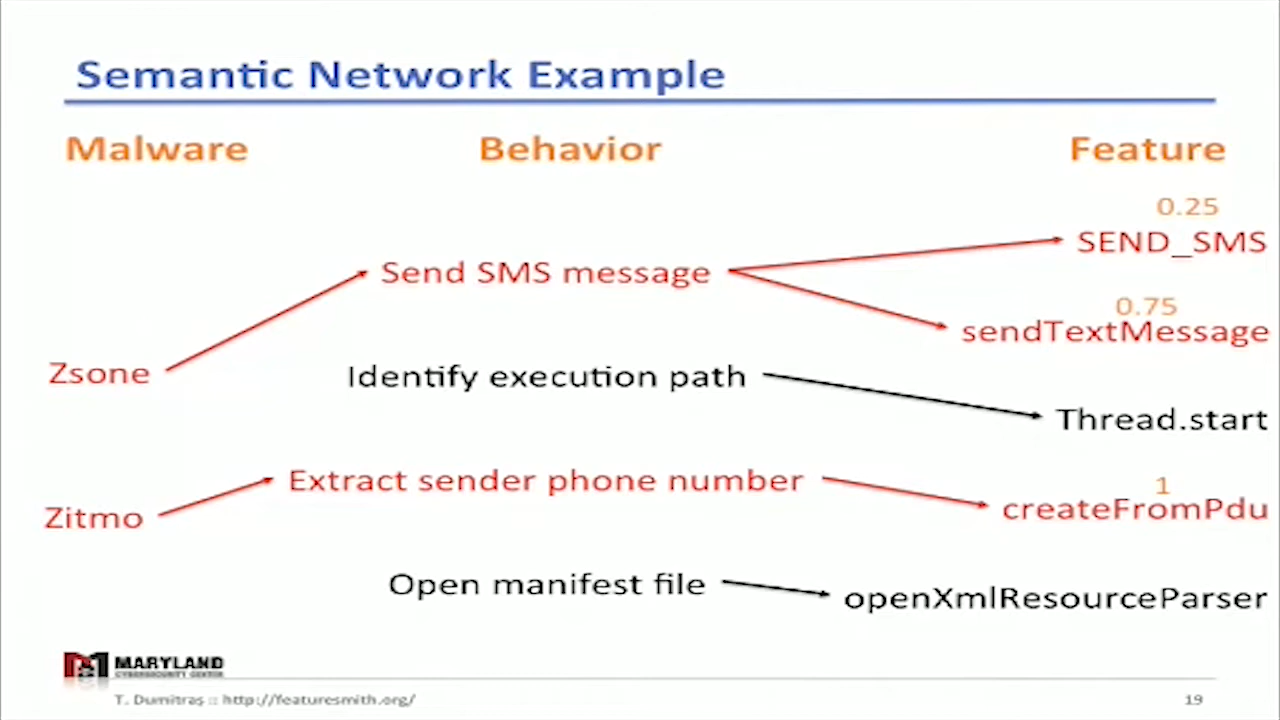 Semantic Network Example
Malware Behavior Feature
0.25
SEND_SMS
Send SMS message
0.75
sendTextMessage
Zsone
Identify execution path
Thread.start
Extract sender phone number
1
createFromPdu
Zitmo
Open manifest file
openXmlResourceParser
MARYLAND
CYBERSECURITY CENTER
T. Dumitraş :: http://featuresmith.org/
19